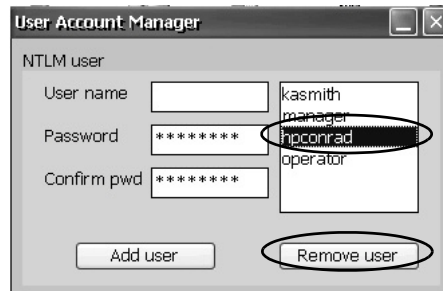 User Account Manager
NTLM user
User name
Password
********
Confirm pwd
********
kasmith
manager
hpconrad
operator
Add user
Remove user